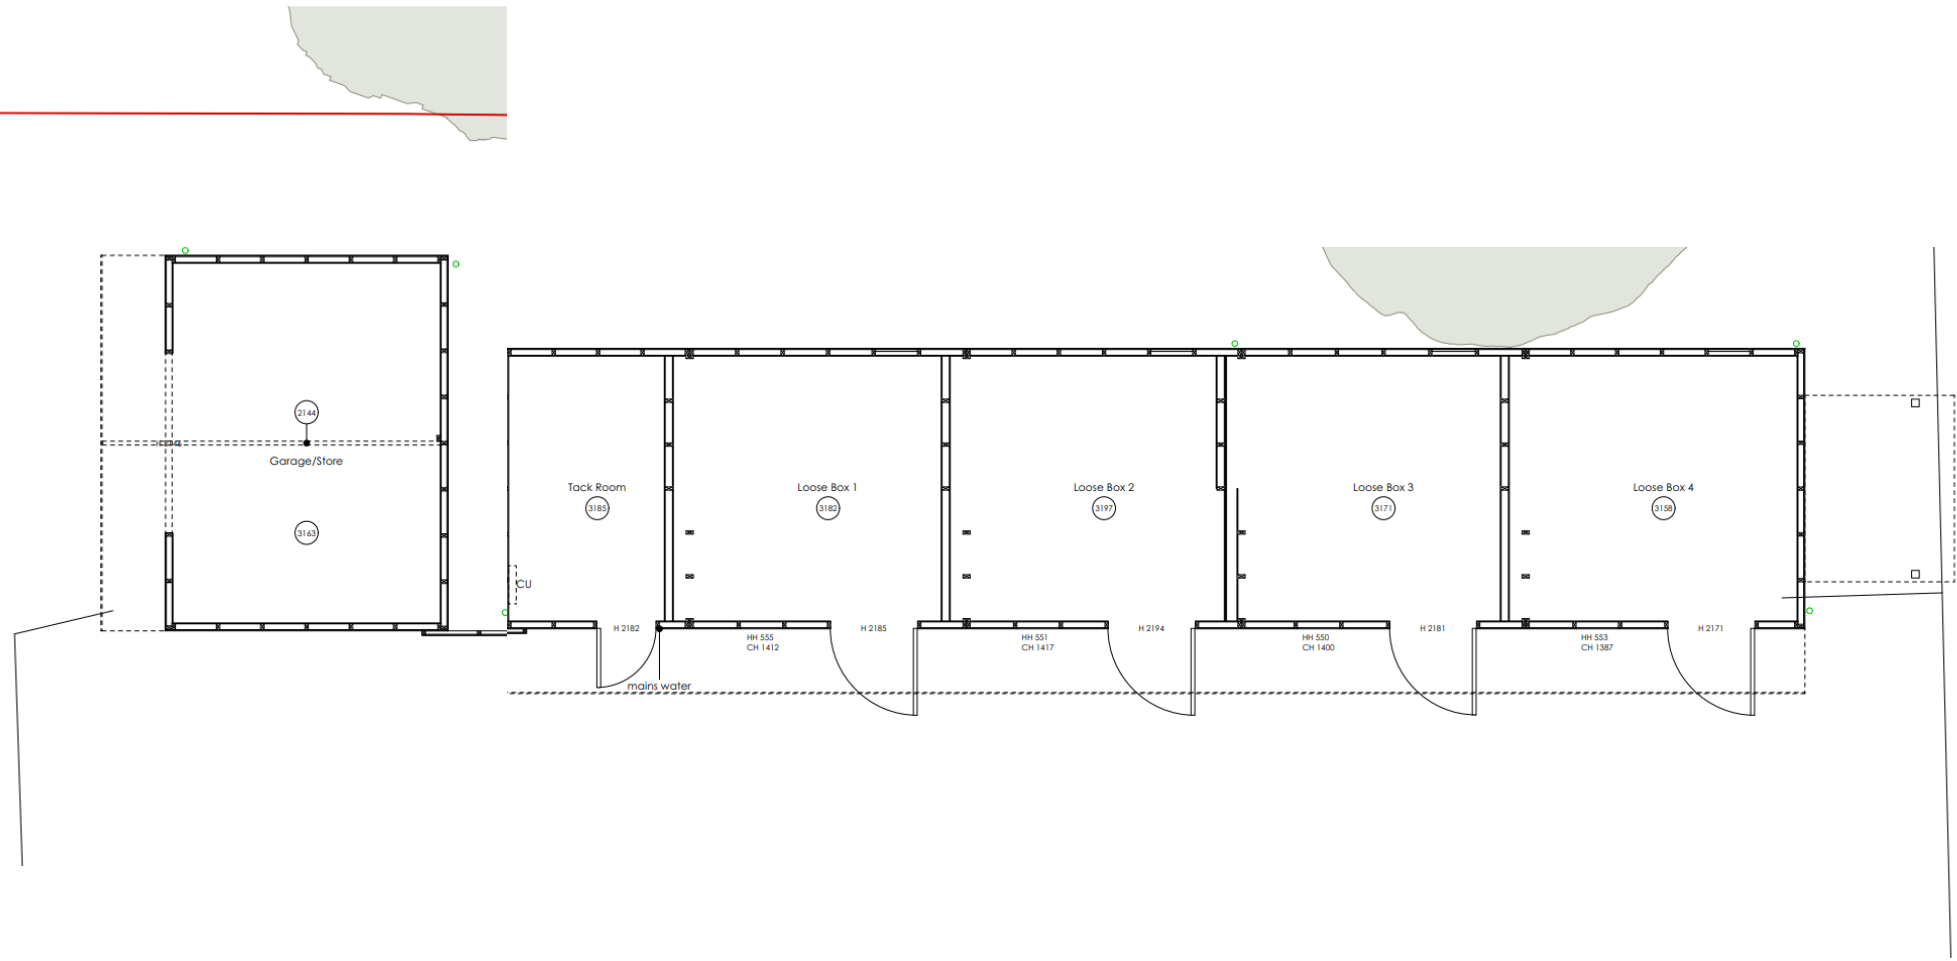 2144
Garage/Store
3163
Tack Room
3185
CU
Loose Box 1
3182
Loose Box 2
3197
Loose Box 3
3171
Loose Box 4
3158
H 2182
mains water
HH 555
CH 1412
H 2185
HH 551
CH 1417
H 2194
HH 550
CH 1400
H 2181
HH 553
CH 1387
H 2171